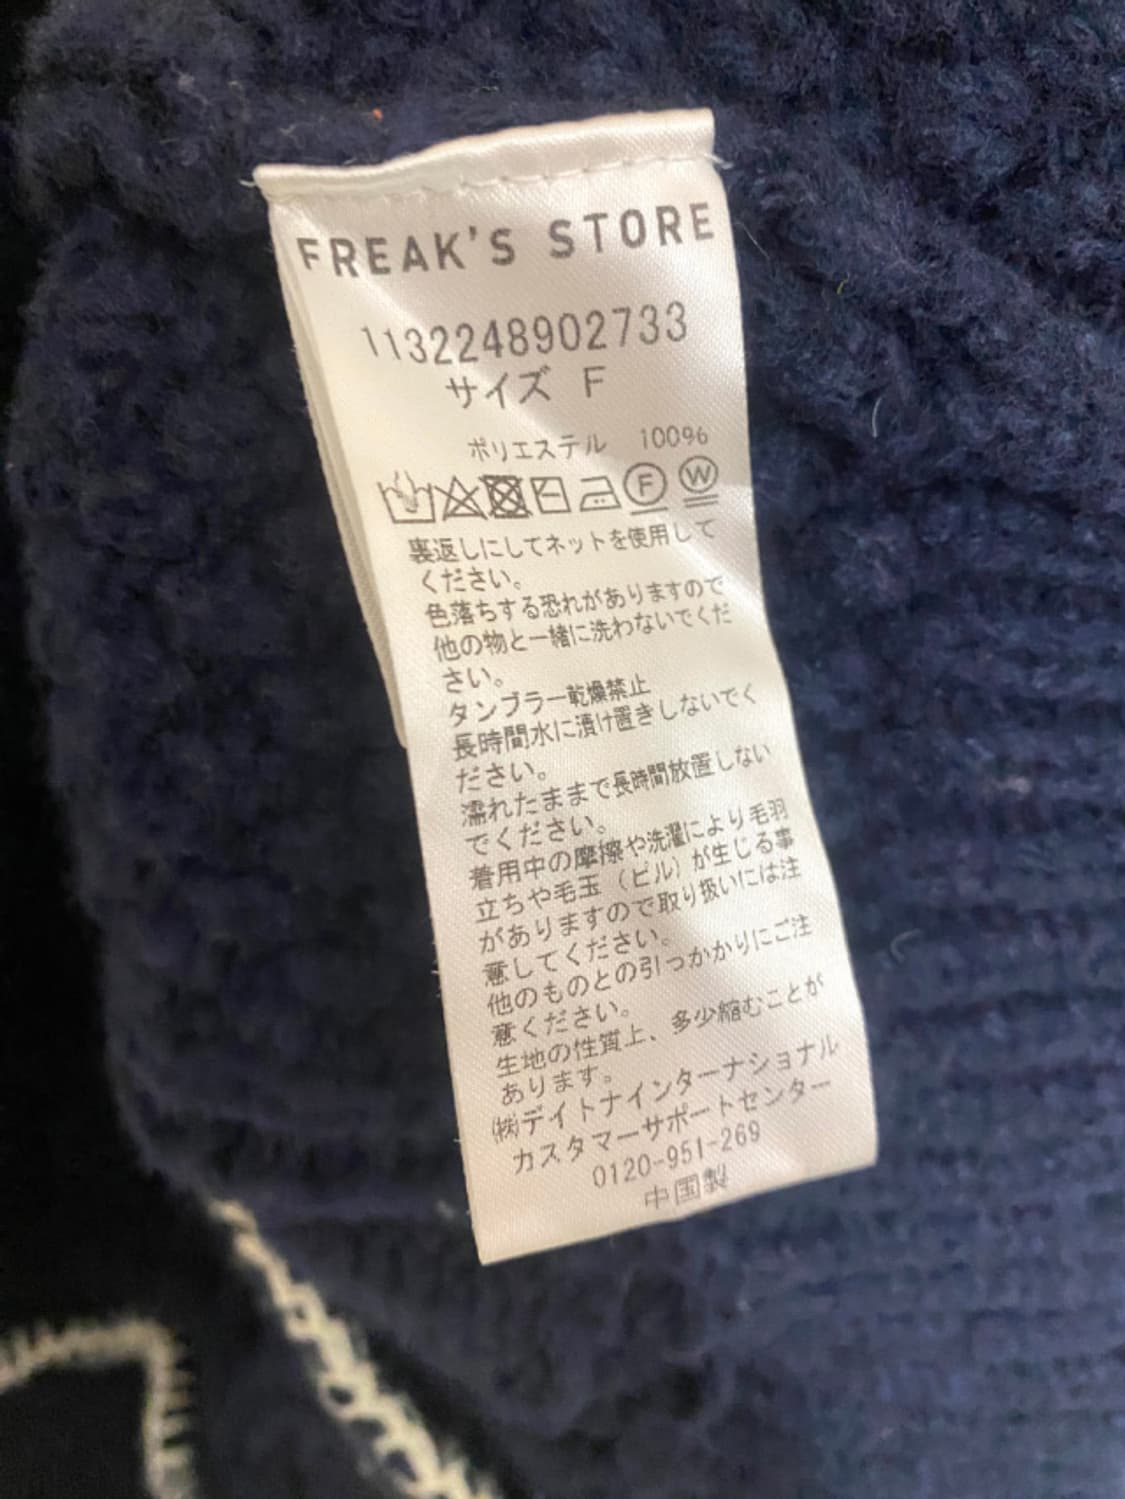 FREAK'S STORE
1132248902733
サイズ F
ポリエステル 100%
F W
裏返しにしてネットを使用して
ください。
色落ちする恐れがありますので
他の物と一緒に洗わないでくだ
さい。
タンブラー乾燥禁止
長時間水に漬け置きしないでく
ださい。
濡れたままで長時間放置しない
でください。
着用中の摩擦や洗濯により毛羽
立ちや毛玉（ピル）が生じる事
がありますので取り扱いには注
意してください。
他のものとの引っかかりにご注
意ください。
生地の性質上、多少縮むことが
あります。
㈱デイトナインターナショナル
カスタマーサポートセンター
0120-951-269
中国製